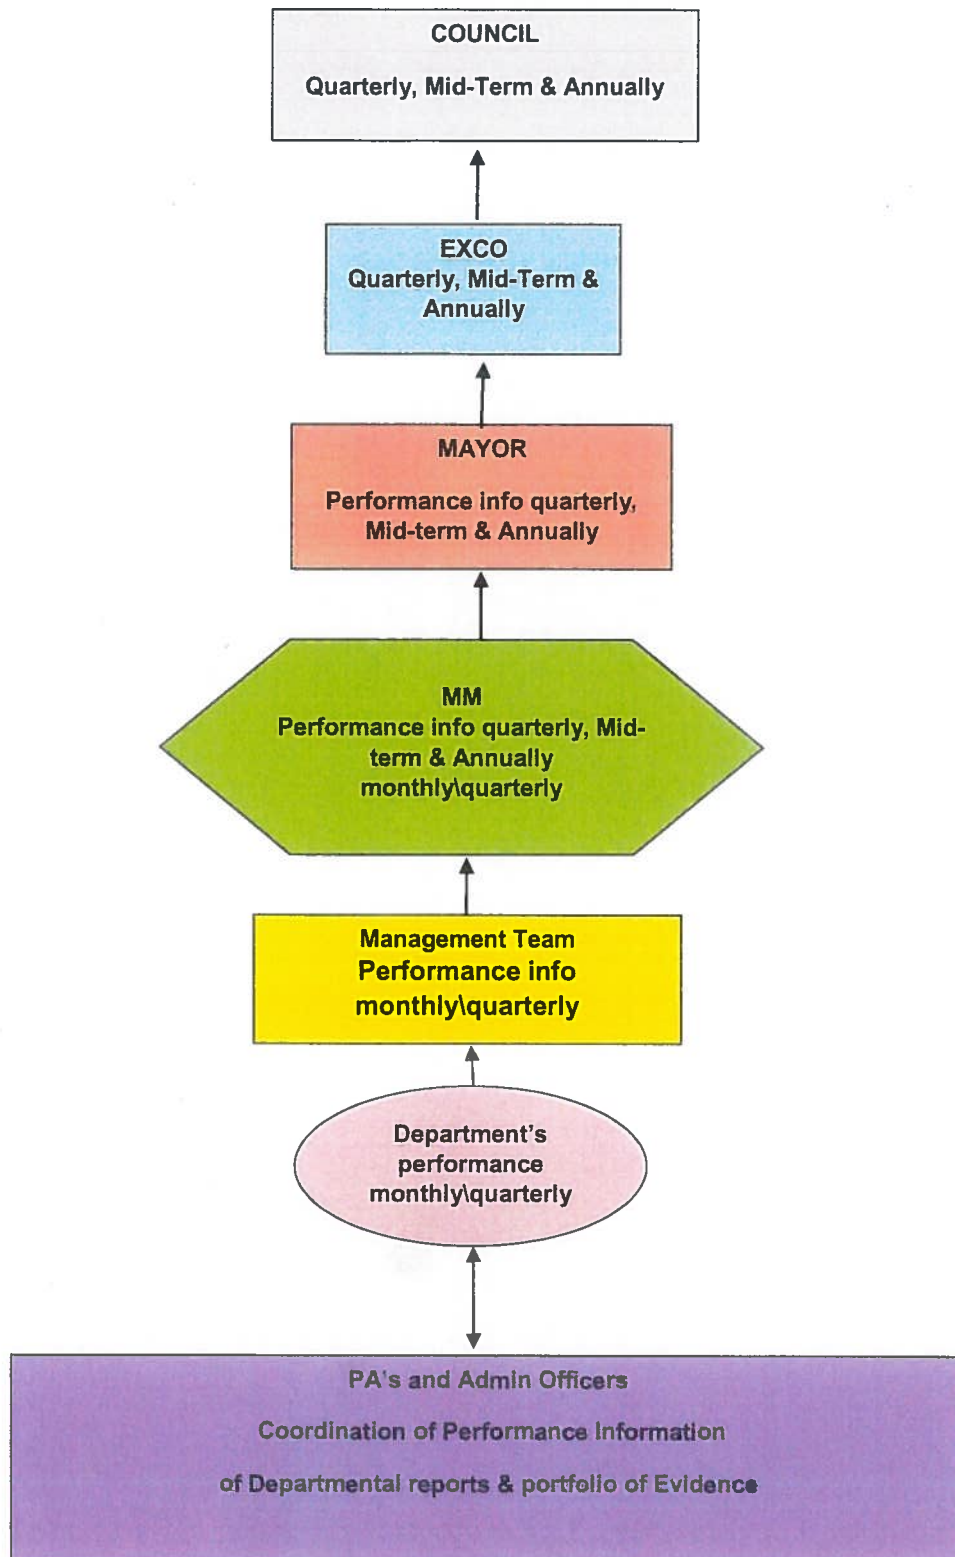 COUNCIL
Quarterly, Mid-Term & Annually
EXCO
Quarterly, Mid-Term &
Annually
MAYOR
Performance info quarterly,
Mid-term & Annually
MM
Performance info quarterly, Mid-
term & Annually
monthly\quarterly
Management Team
Performance info
monthly\quarterly
Department's
performance
monthly\quarterly
PA's and Admin Officers
Coordination of Performance Information
of Departmental reports & portfolio of Evidence